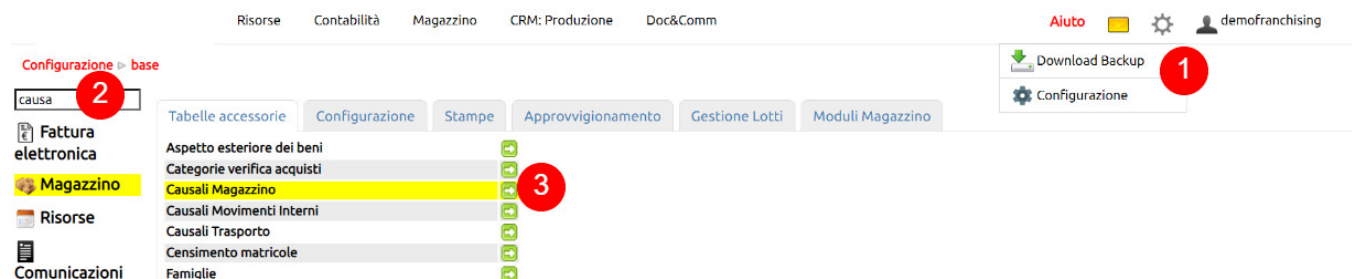 Risorse Contabilità Magazzino CRM: Produzione Doc&Comm Aiuto demofranchising
Download Backup
1
Configurazione
Configurazione ▷ base
causa
2
Fattura
elettronica
Magazzino
Risorse
Comunicazioni
Tabelle accessorie Configurazione Stampe Approvvigionamento Gestione Lotti Moduli Magazzino
Aspetto esteriore dei beni
Categorie verifica acquisti
Causali Magazzino
3
Causali Movimenti Interni
Causali Trasporto
Censimento matricole
Famiglie